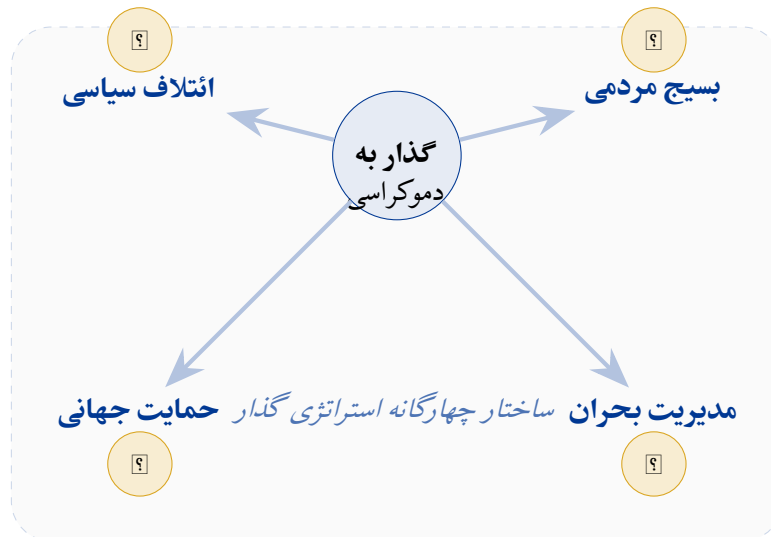 بسیج مردمی
ائتلاف سیاسی
گذار به
دموکراسی
مدیریت بحران
ساختار چهارگانه استراتژی گذار
حمایت جهانی